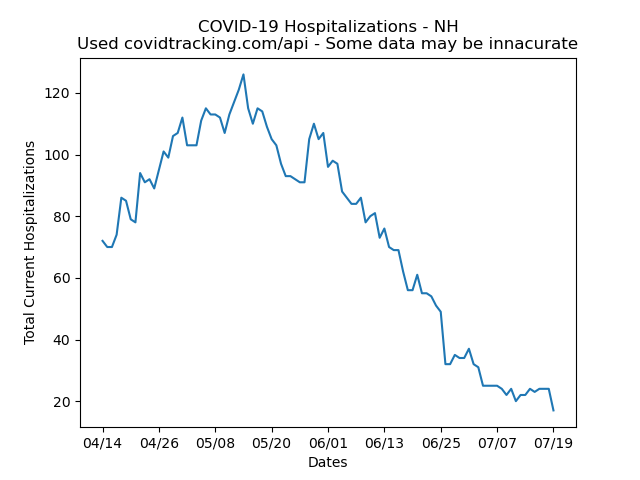 COVID-19 Hospitalizations - NH
Used covidtracking.com/api - Some data may be innacurate
Total Current Hospitalizations
120
100
80
60
40
20
04/14 04/26 05/08 05/20 06/01 06/13 06/25 07/07 07/19
Dates